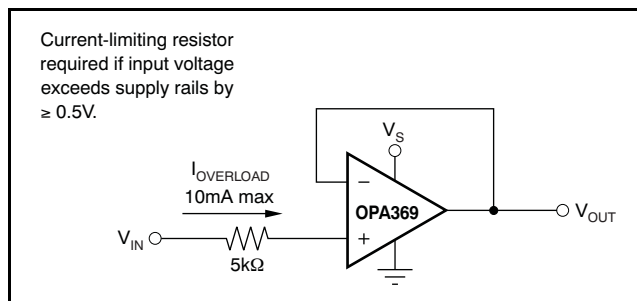 Current-limiting resistor
required if input voltage
exceeds supply rails by
≥ 0.5V.
V_S
I_OVERLOAD
10mA max
−
OPA369
V_OUT
V_IN
+
5kΩ